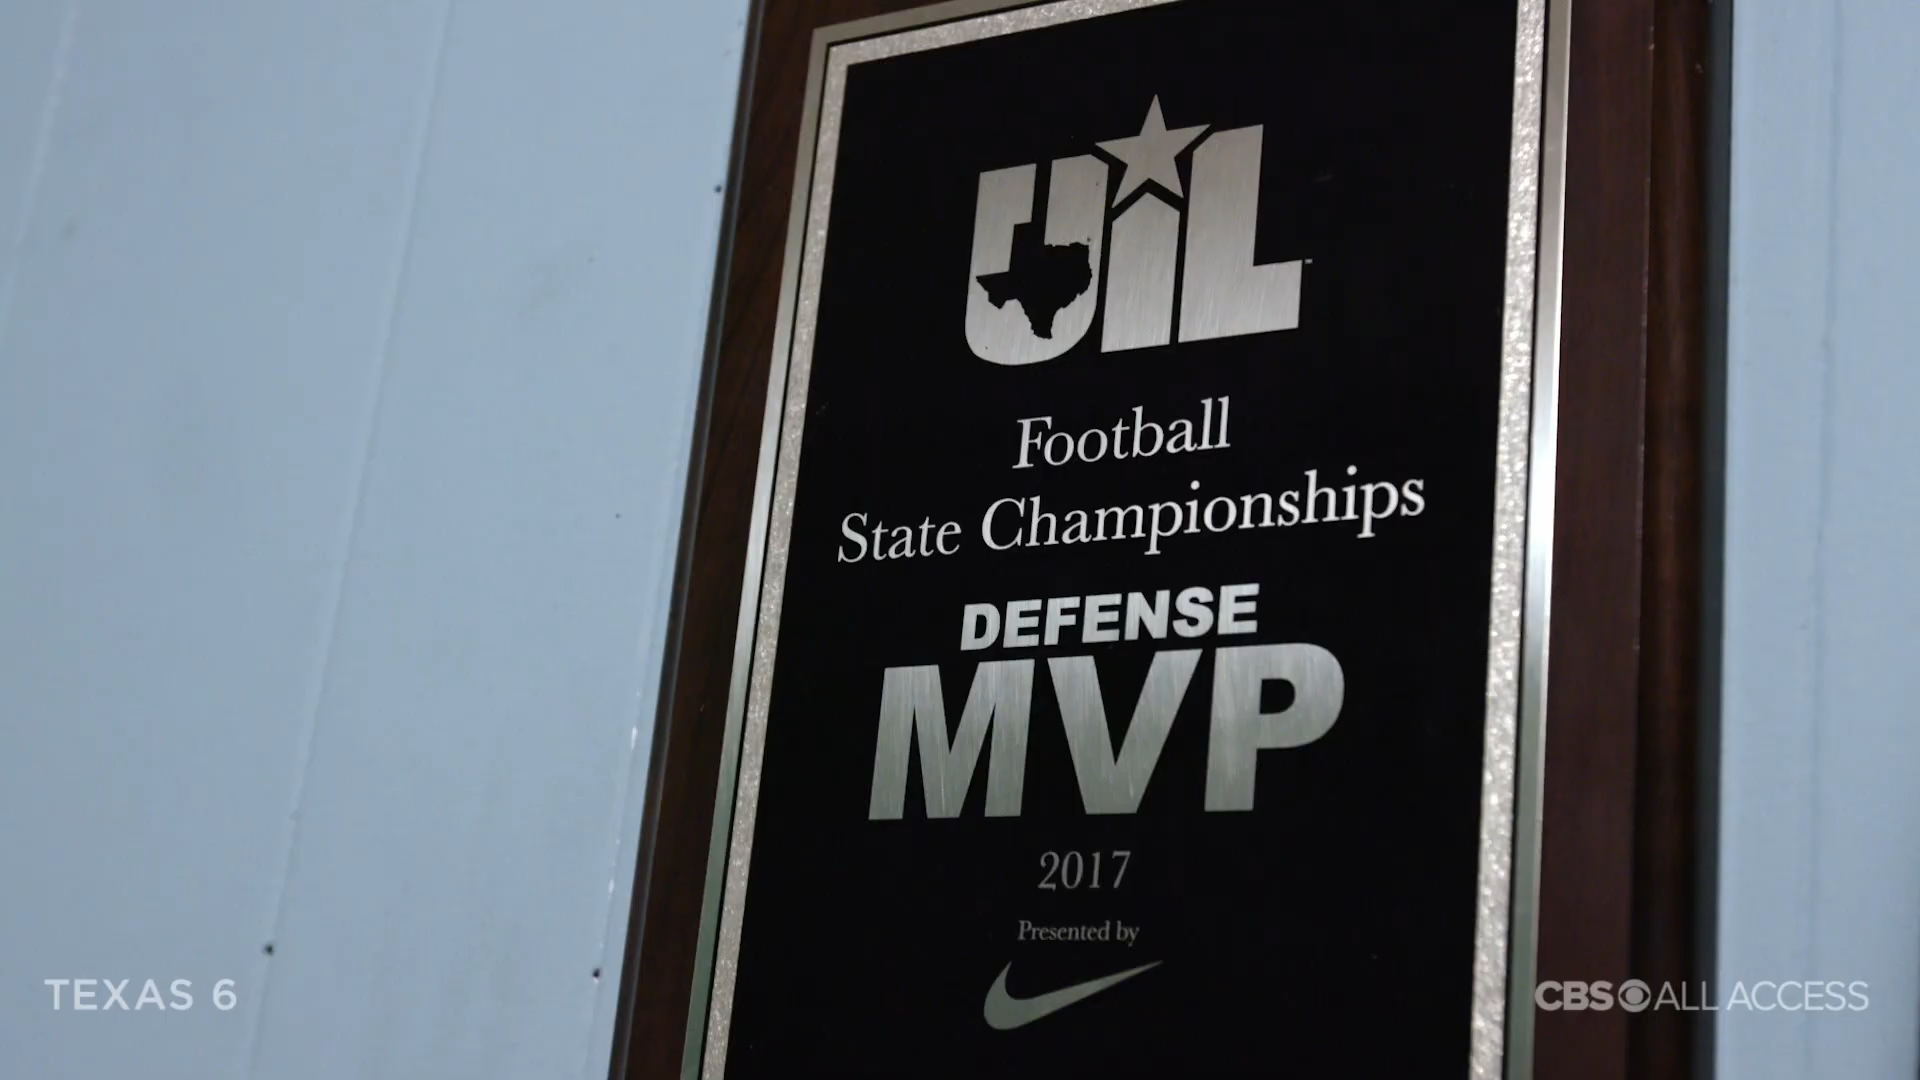 UIL
Football
State Championships
DEFENSE
MVP
2017
Presented by
TEXAS 6
CBS ALL ACCESS